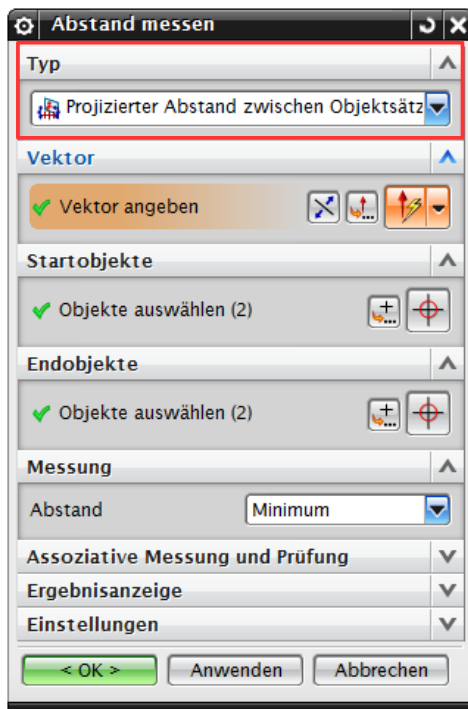 Abstand messen
Typ
Projizierter Abstand zwischen Objektsätz
Vektor
Vektor angeben
Startobjekte
Objekte auswählen (2)
Endobjekte
Objekte auswählen (2)
Messung
Abstand Minimum
Assoziative Messung und Prüfung
Ergebnisanzeige
Einstellungen
< OK > Anwenden Abbrechen